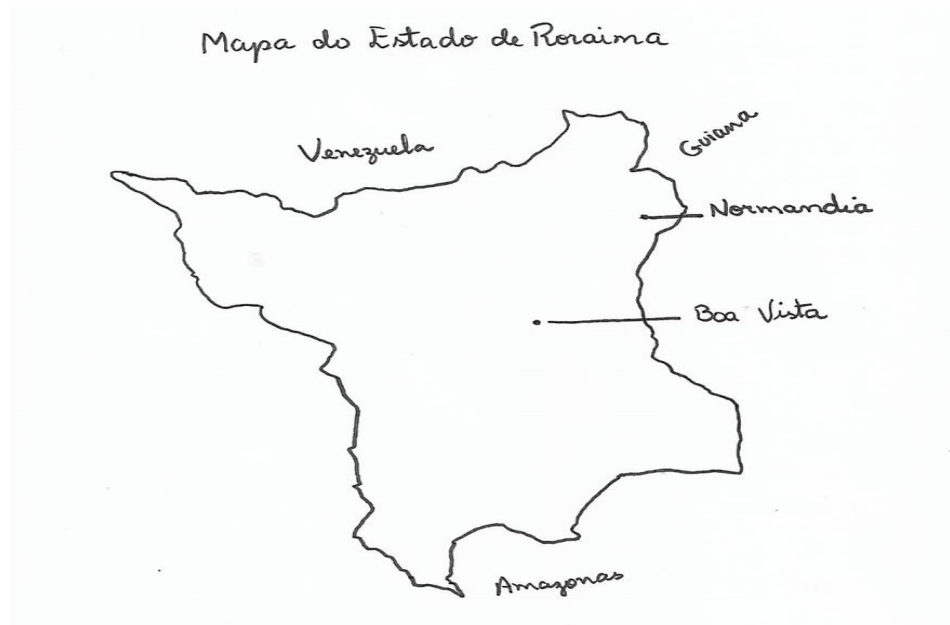 Mapa do Estado de Roraima
Guiana
Venezuela
Normandia
Boa Vista
Amazonas